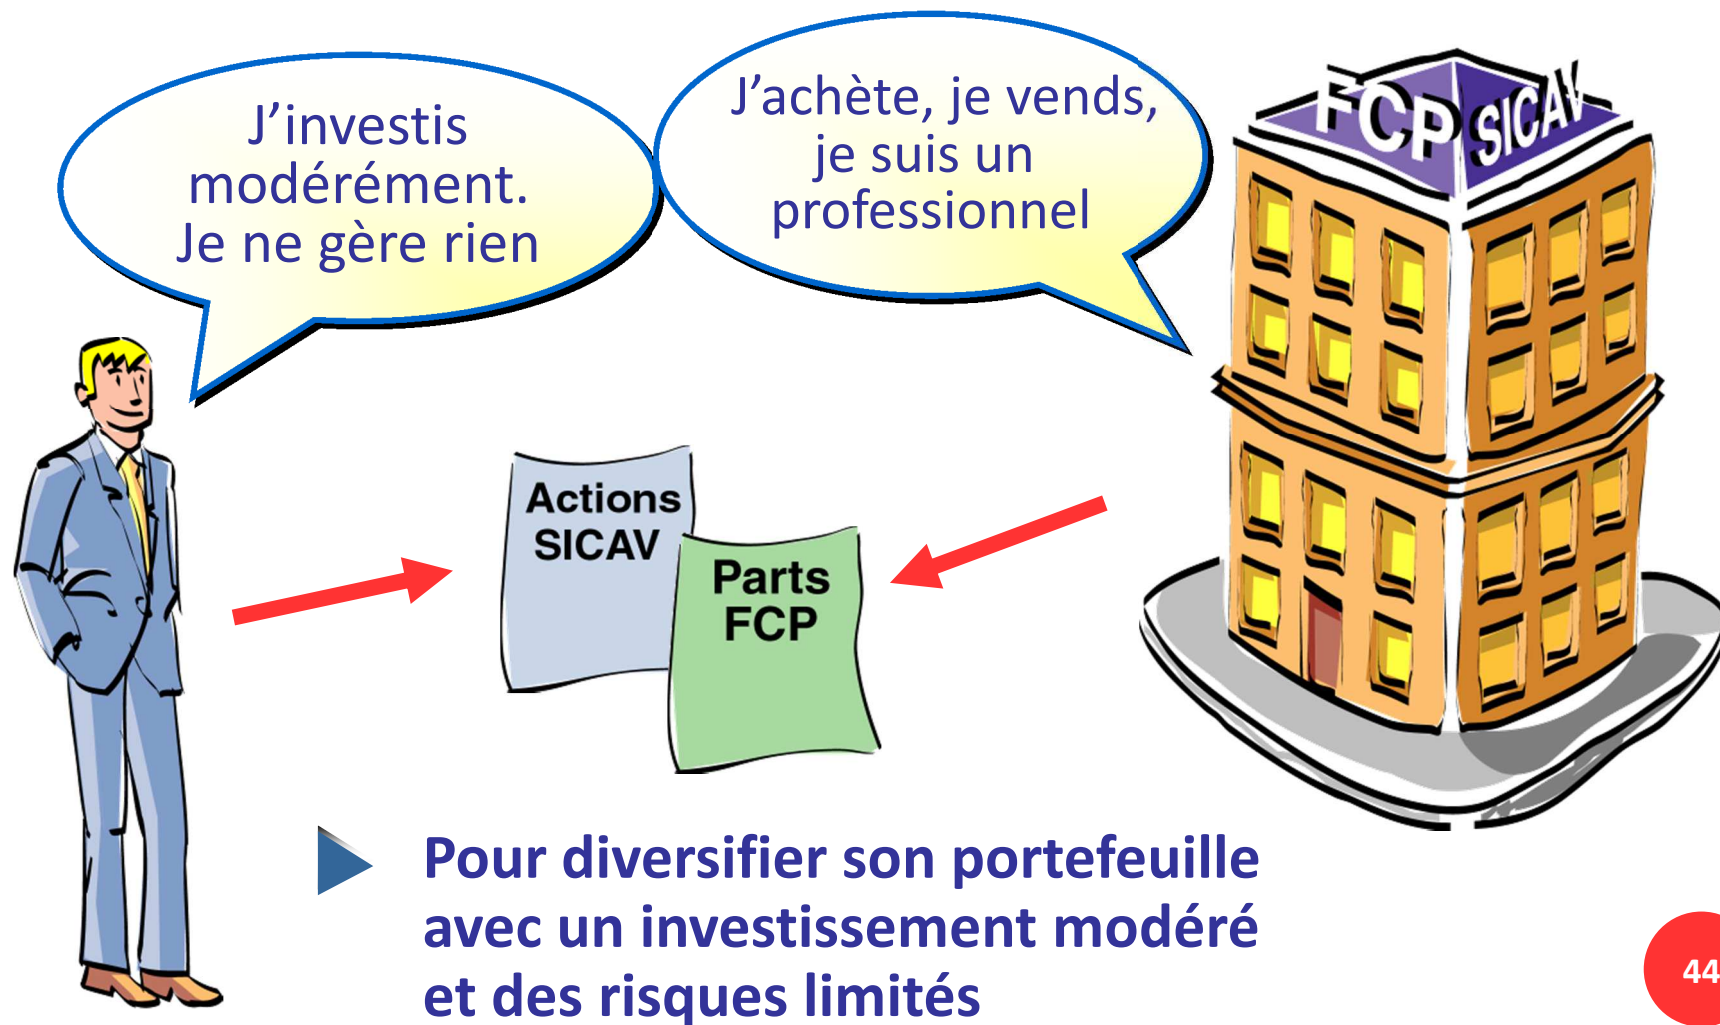 J’investis
modérément.
Je ne gère rien
J’achète, je vends,
je suis un
professionnel
FCP SICAV
Actions
SICAV
Parts
FCP
Pour diversifier son portefeuille
avec un investissement modéré
et des risques limités
44